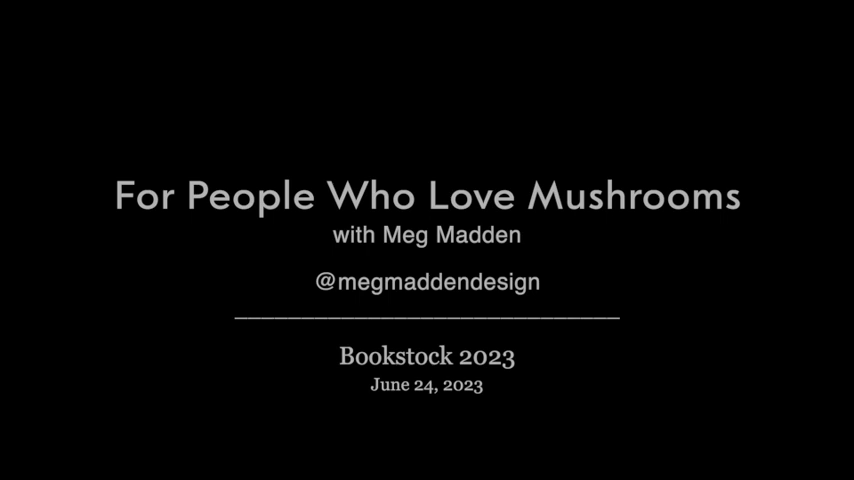 For People Who Love Mushrooms
with Meg Madden
@megmaddendesign
Bookstock 2023
June 24, 2023